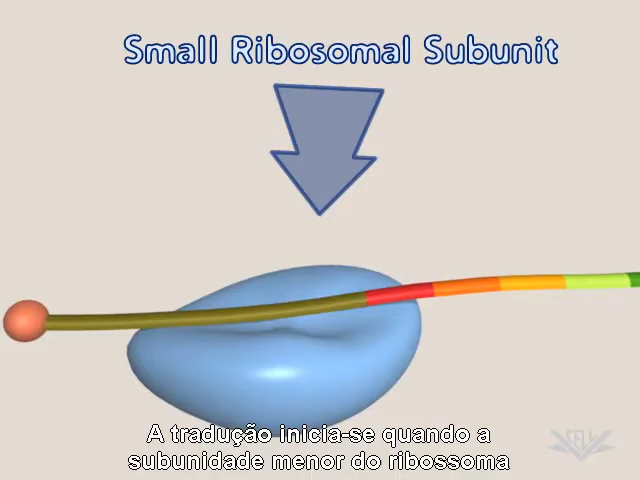 Small Ribosomal Subunit
A tradução inicia-se quando a
subunidade menor do ribossoma